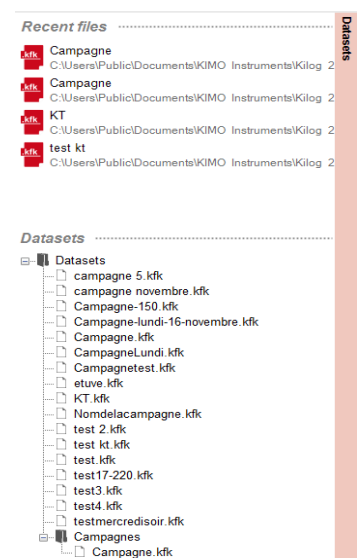 Recent files
.kfk
Campagne
C:\Users\Public\Documents\KIMO Instruments\Kilog 2
.kfk
Campagne
C:\Users\Public\Documents\KIMO Instruments\Kilog 2
.kfk
KT
C:\Users\Public\Documents\KIMO Instruments\Kilog 2
.kfk
test kt
C:\Users\Public\Documents\KIMO Instruments\Kilog 2
Datasets
Datasets
campagne 5.kfk
campagne novembre.kfk
Campagne-150.kfk
Campagne-lundi-16-novembre.kfk
Campagne.kfk
CampagneLundi.kfk
Campagnetest.kfk
etuve.kfk
KT.kfk
Nomdelacampagne.kfk
test 2.kfk
test kt.kfk
test.kfk
test17-220.kfk
test3.kfk
test4.kfk
testmercredisoir.kfk
Campagnes
Campagne.kfk
Datasets